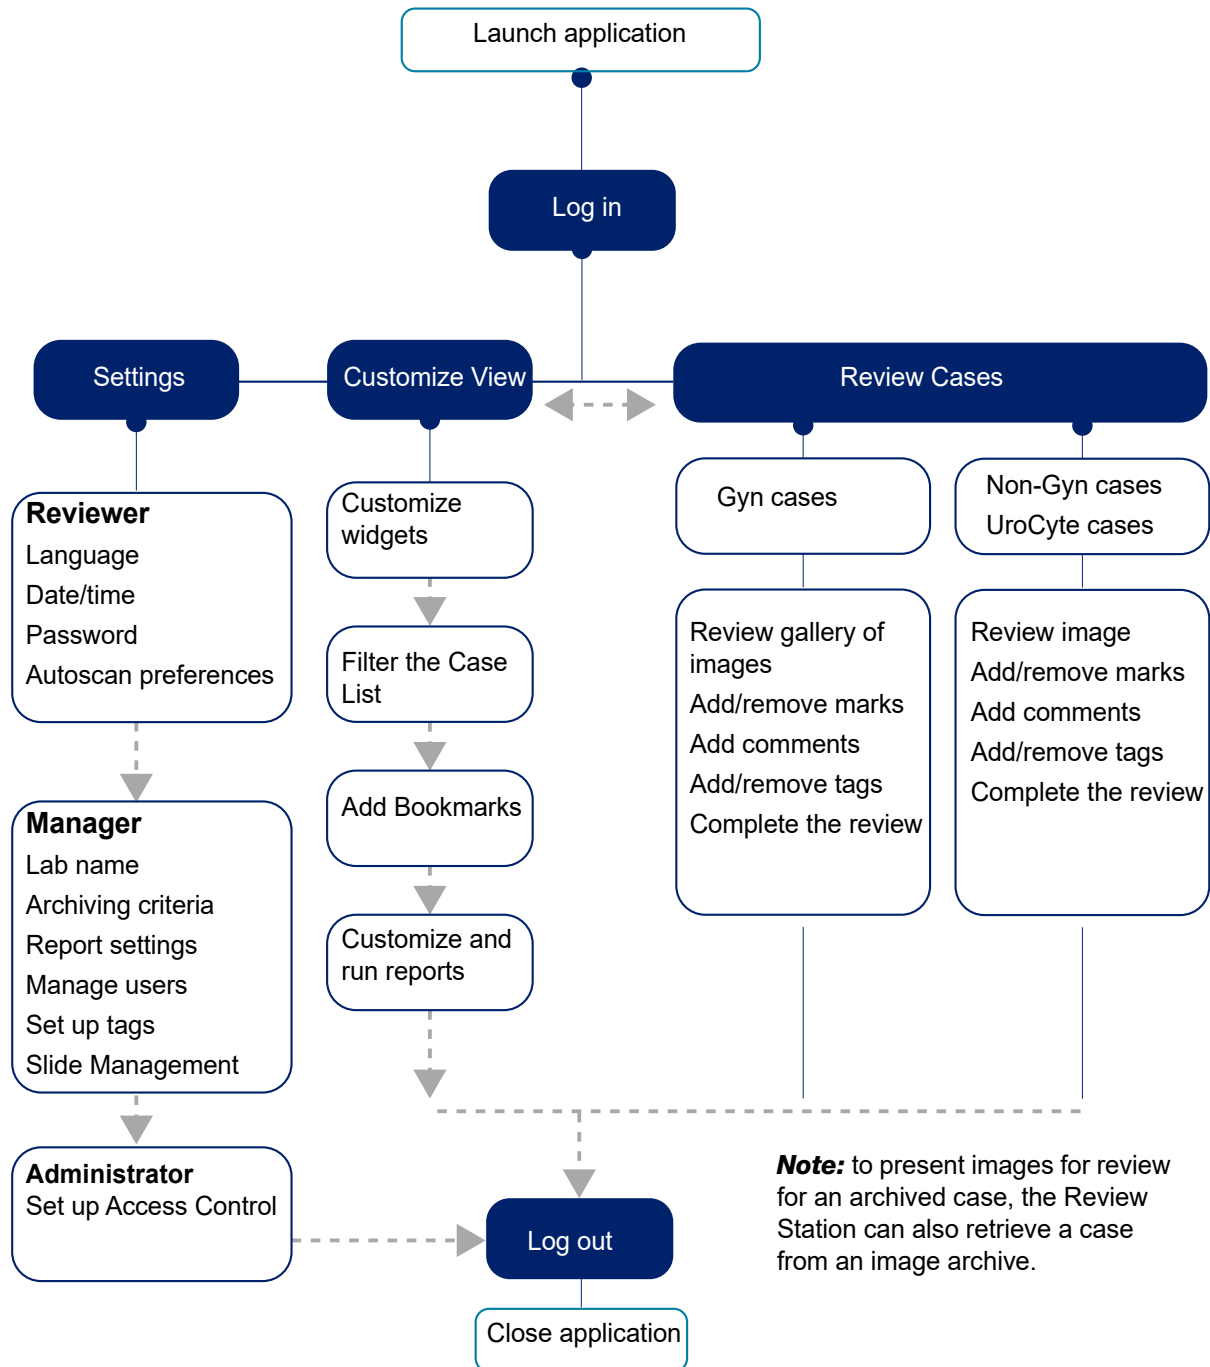 Launch application
Log in
Settings
Customize View
Review Cases
Reviewer
Language
Date/time
Password
Autoscan preferences
Manager
Lab name
Archiving criteria
Report settings
Manage users
Set up tags
Slide Management
Administrator
Set up Access Control
Customize
widgets
Filter the Case
List
Add Bookmarks
Customize and
run reports
Gyn cases
Review gallery of
images
Add/remove marks
Add comments
Add/remove tags
Complete the review
Non-Gyn cases
UroCyte cases
Review image
Add/remove marks
Add comments
Add/remove tags
Complete the review
Note: to present images for review
for an archived case, the Review
Station can also retrieve a case
from an image archive.
Log out
Close application